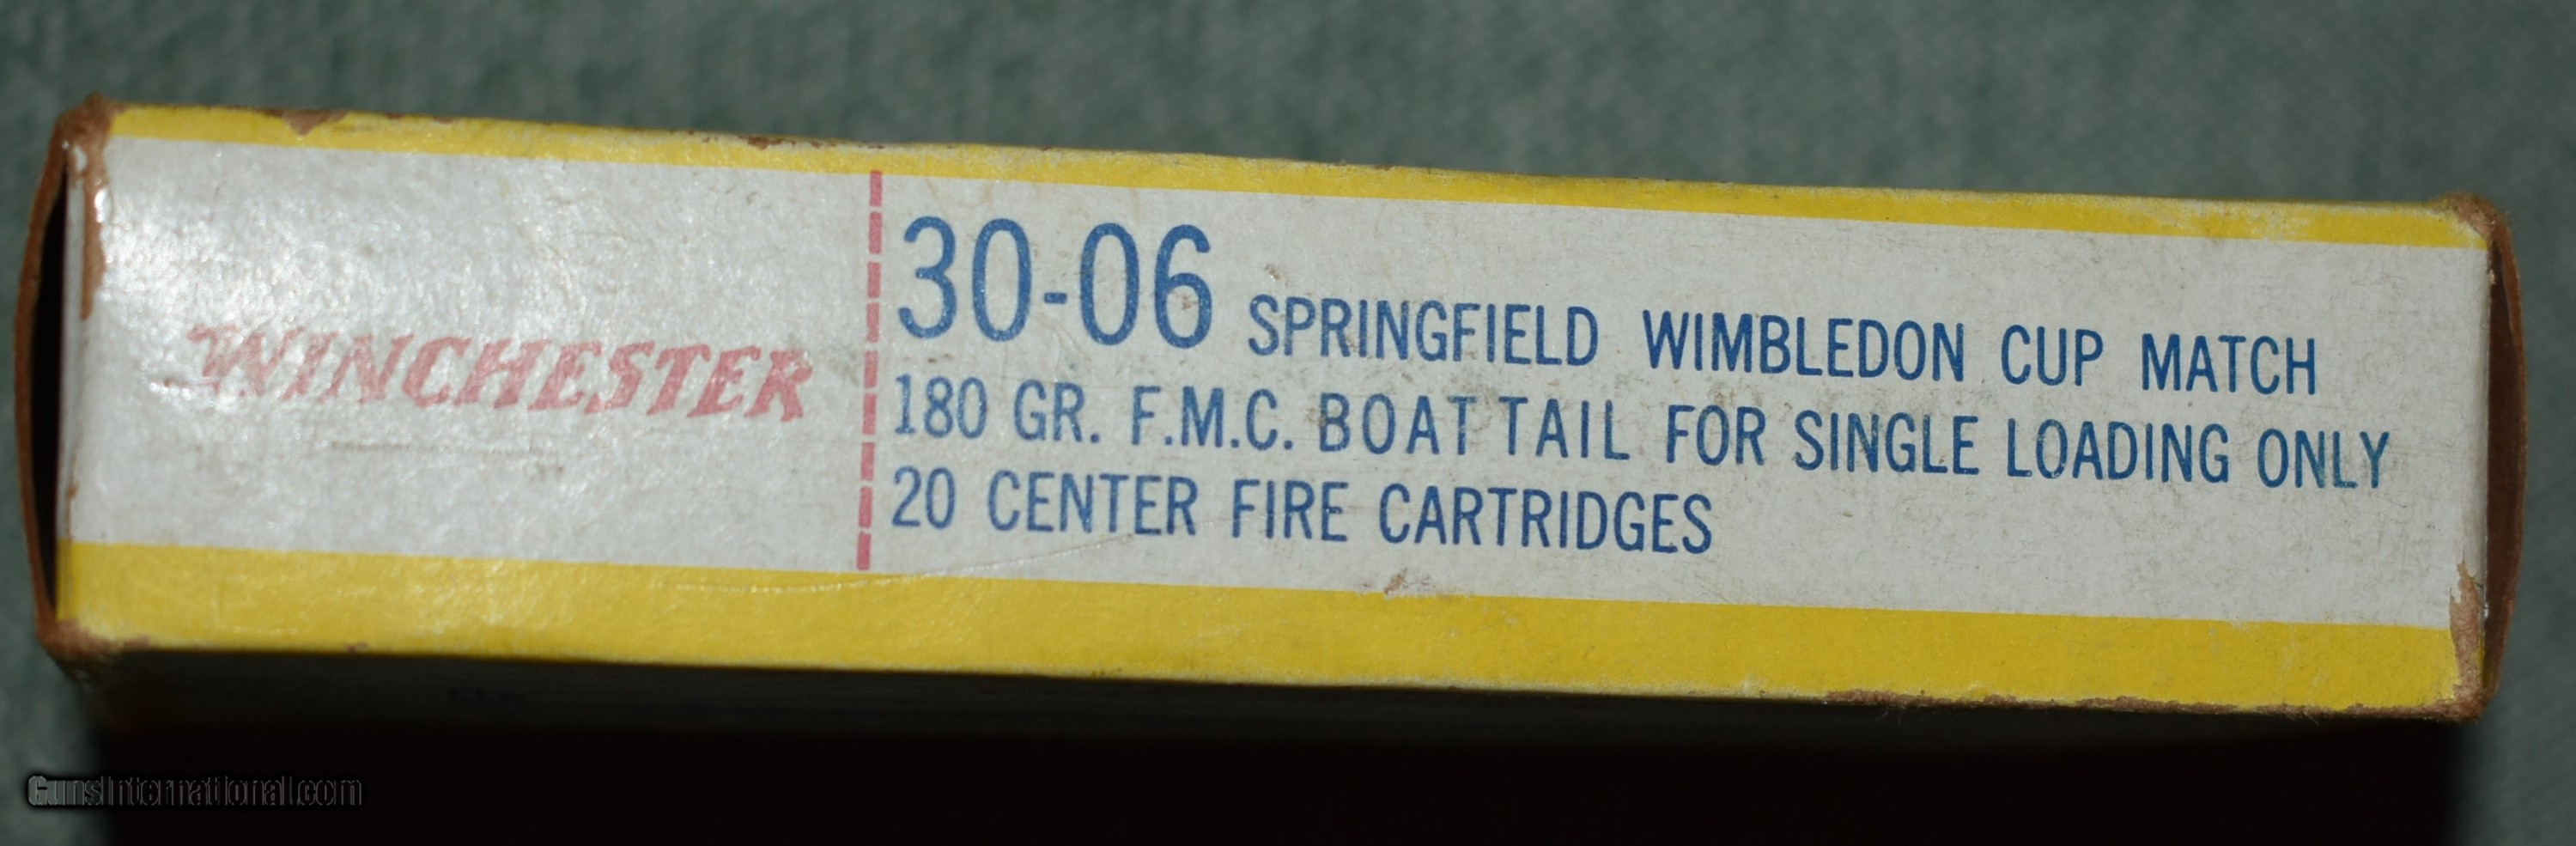 WINCHESTER
30-06 SPRINGFIELD WIMBLEDON CUP MATCH
180 GR. F.M.C. BOAT TAIL FOR SINGLE LOADING ONLY
20 CENTER FIRE CARTRIDGES
GunsInternational.com